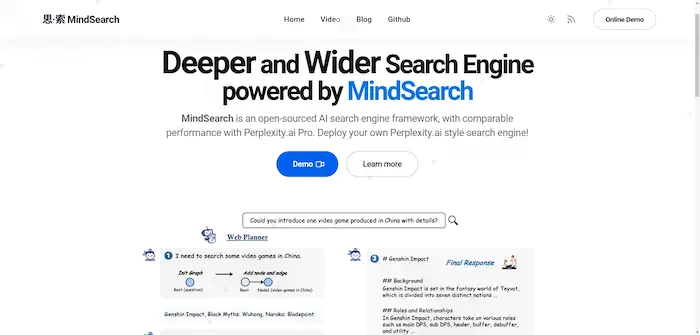 思·索 MindSearch
Home Video Blog Github
Online Demo
Deeper and Wider Search Engine
powered by MindSearch
MindSearch is an open-sourced AI search engine framework, with comparable
performance with Perplexity.ai Pro. Deploy your own Perplexity.ai style search engine!
Demo
Learn more
Could you introduce one video game produced in China with details?
Web Planner
1 I need to search some video games in China.
Init Graph
Add node and edge
Root (question)
Root
Node1 (video games in China)
Genshin Impact, Black Myths: Wuhong, Naraka: Bladepoint
3 # Genshin Impact
Final Response
## Background
Genshin Impact is set in the fantasy world of Teyvat,
which is divided into seven distinct nations ...
## Roles and Relationships
In Genshin Impact, characters take on various roles
such as main DPS, sub DPS, healer, buffer, debuffer,
and utility ...